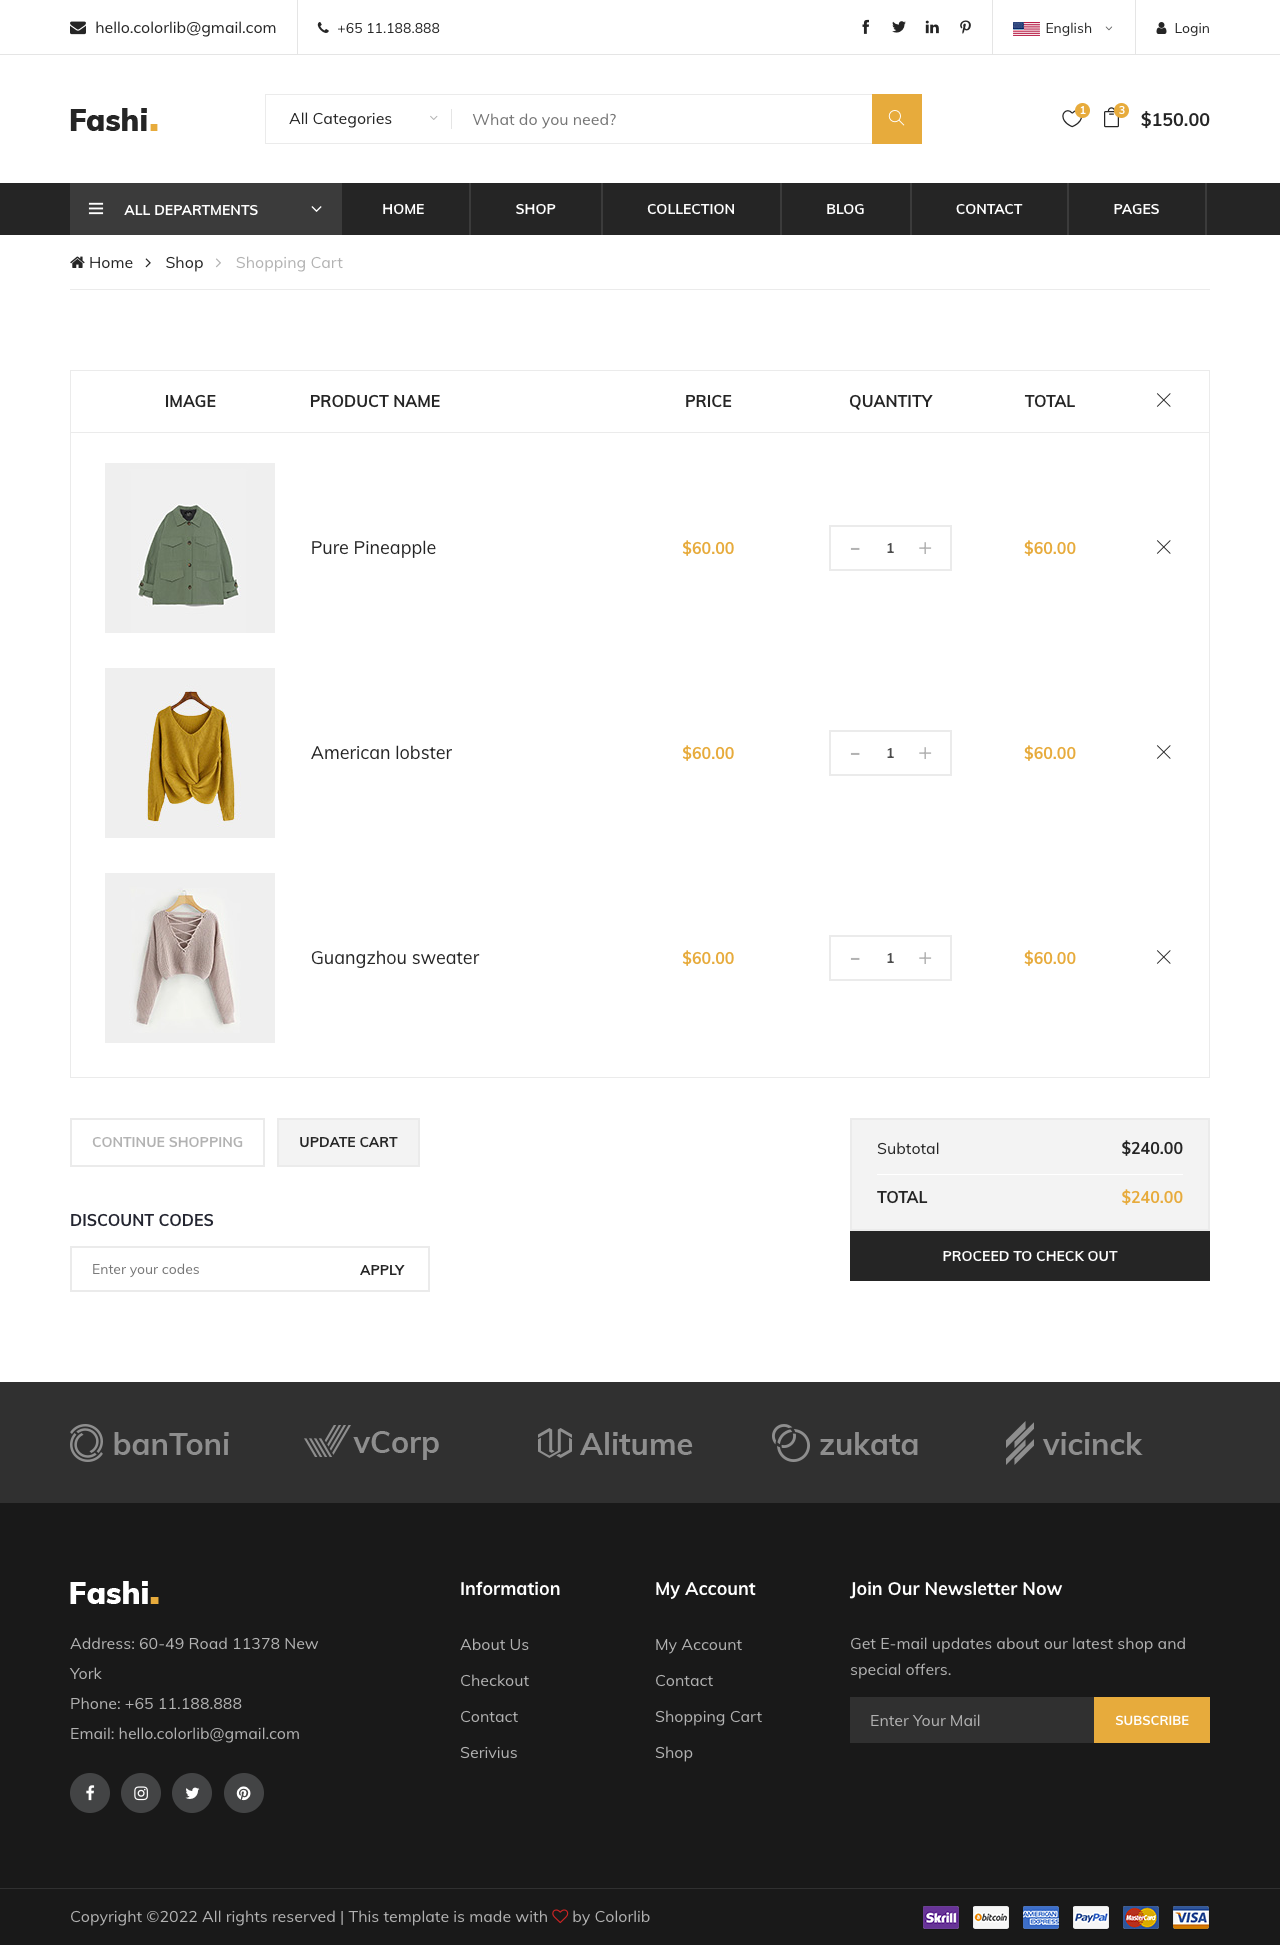 hello.colorlib@gmail.com +65 11.188.888 English Login
Fashi. All Categories What do you need? 1 3 $150.00
ALL DEPARTMENTS HOME SHOP COLLECTION BLOG CONTACT PAGES
Home Shop Shopping Cart
IMAGE PRODUCT NAME PRICE QUANTITY TOTAL
Pure Pineapple $60.00 - 1 + $60.00
American lobster $60.00 - 1 + $60.00
Guangzhou sweater $60.00 - 1 + $60.00
CONTINUE SHOPPING UPDATE CART
Subtotal $240.00
TOTAL $240.00
DISCOUNT CODES
PROCEED TO CHECK OUT
Enter your codes APPLY
banToni vCorp Alitume zukata vicinck
Fashi.
Address: 60-49 Road 11378 New
York
Phone: +65 11.188.888
Email: hello.colorlib@gmail.com
Information
About Us
Checkout
Contact
Serivius
My Account
My Account
Contact
Shopping Cart
Shop
Join Our Newsletter Now
Get E-mail updates about our latest shop and
special offers.
Enter Your Mail SUBSCRIBE
Copyright ©2022 All rights reserved | This template is made with by Colorlib
Skrill bitcoin AMERICAN EXPRESS PayPal MasterCard VISA